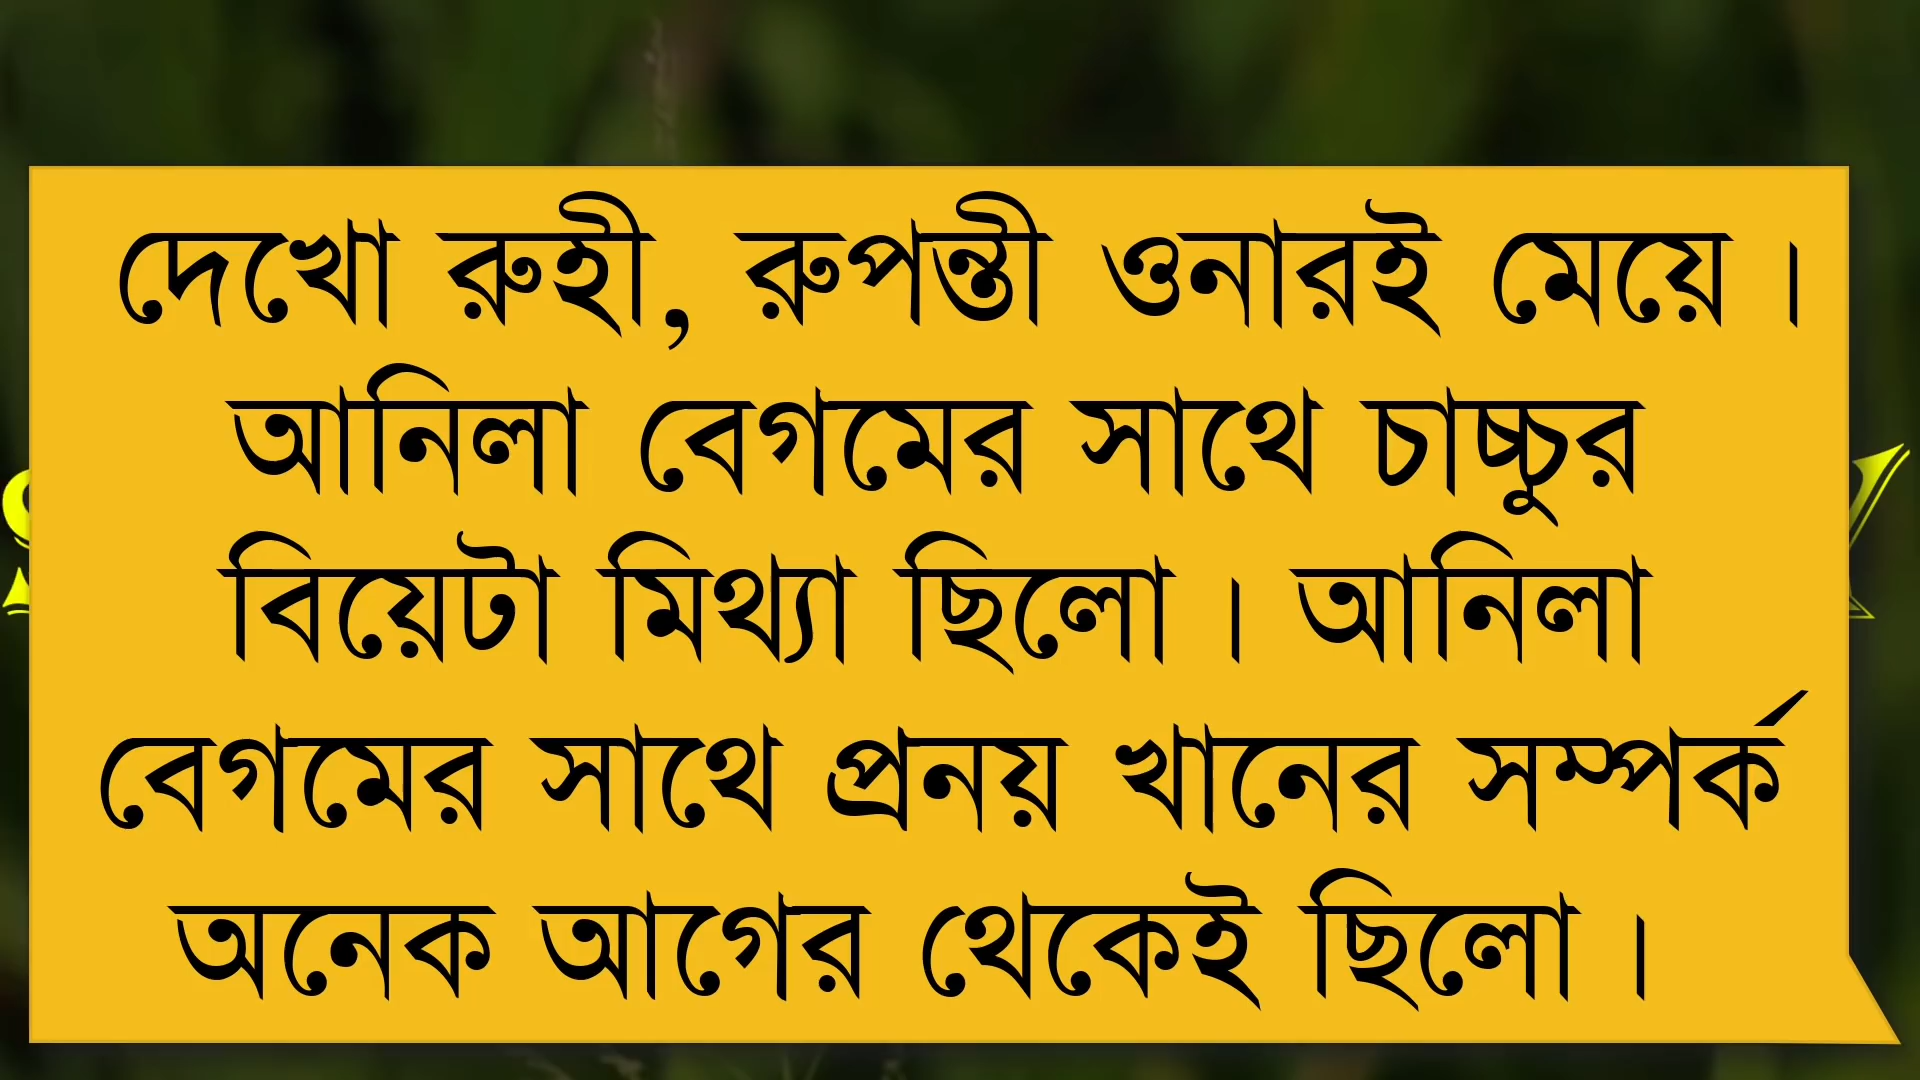 দেখো রুহী, রুপন্তী ওনারই মেয়ে ।
আনিলা বেগমের সাথে চাচ্চুর
বিয়েটা মিথ্যা ছিলো । আনিলা
বেগমের সাথে প্রনয় খানের সম্পর্ক
অনেক আগের থেকেই ছিলো ।